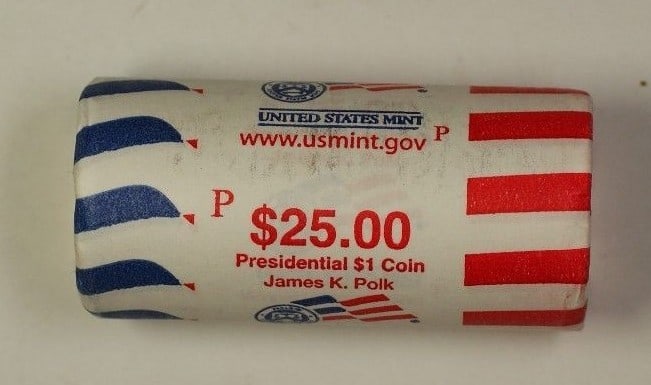 UNITED STATES MINT
www.usmint.gov P
P
$25.00
Presidential $1 Coin
James K. Polk